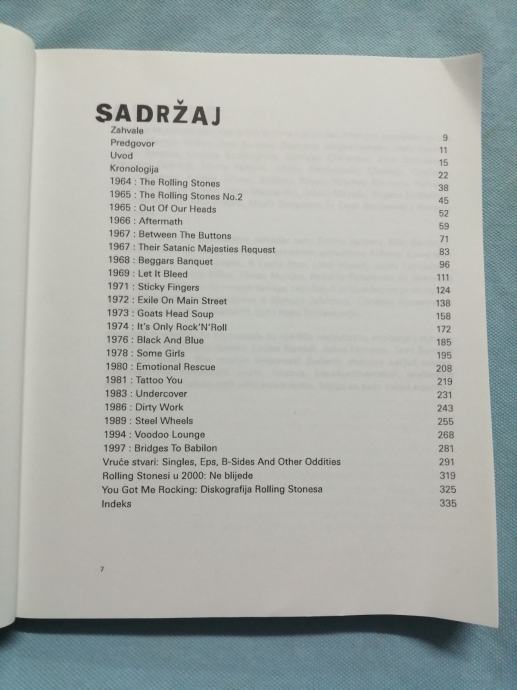 SADRŽAJ
Zahvale 9
Predgovor 11
Uvod 15
Kronologija 22
1964 : The Rolling Stones 38
1965 : The Rolling Stones No.2 45
1965 : Out Of Our Heads 52
1966 : Aftermath 59
1967 : Between The Buttons 71
1967 : Their Satanic Majesties Request 83
1968 : Beggars Banquet 96
1969 : Let It Bleed 111
1971 : Sticky Fingers 124
1972 : Exile On Main Street 138
1973 : Goats Head Soup 158
1974 : It's Only Rock'N'Roll 172
1976 : Black And Blue 185
1978 : Some Girls 195
1980 : Emotional Rescue 208
1981 : Tattoo You 219
1983 : Undercover 231
1986 : Dirty Work 243
1989 : Steel Wheels 255
1994 : Voodoo Lounge 268
1997 : Bridges To Babilon 281
Vruće stvari: Singles, Eps, B-Sides And Other Oddities 291
Rolling Stonesi u 2000: Ne blijede 319
You Got Me Rocking: Diskografija Rolling Stonesa 325
Indeks 335
7